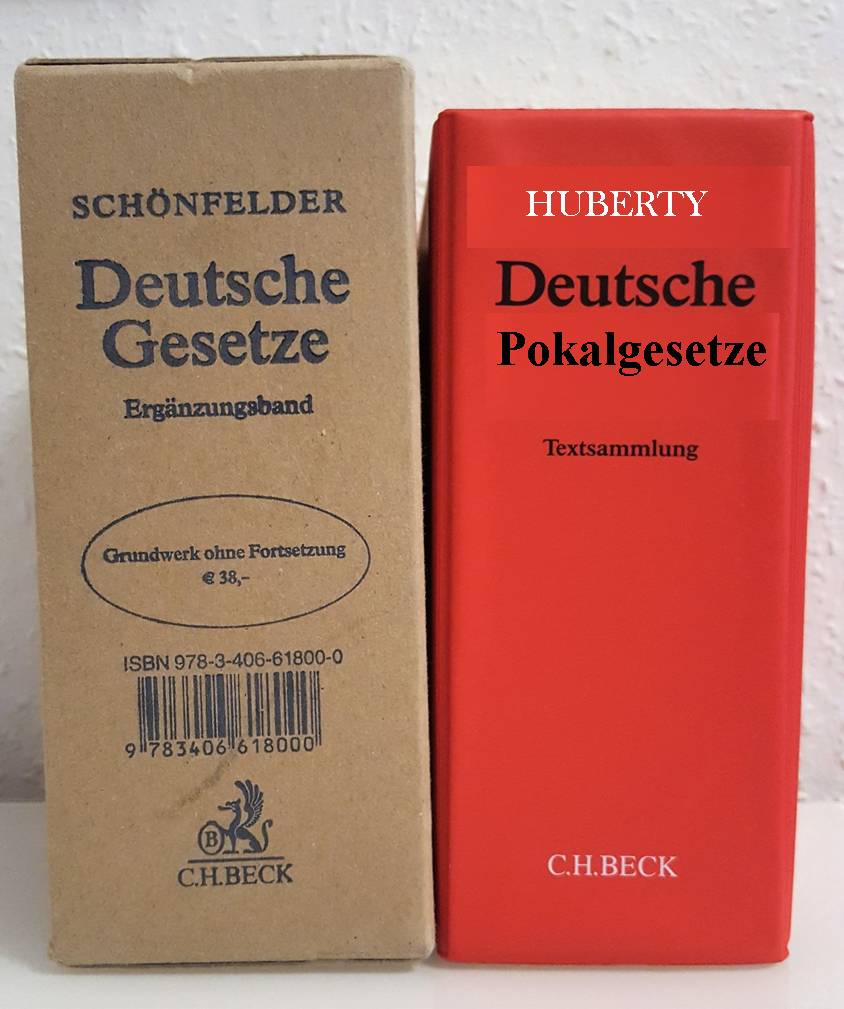 SCHÖNFELDER
Deutsche
Gesetze
Ergänzungsband
Grundwerk ohne Fortsetzung
€ 38,-
ISBN 978-3-406-61800-0
9 783406 618000
B
C.H.BECK
HUBERTY
Deutsche
Pokalgesetze
Textsammlung
C.H.BECK